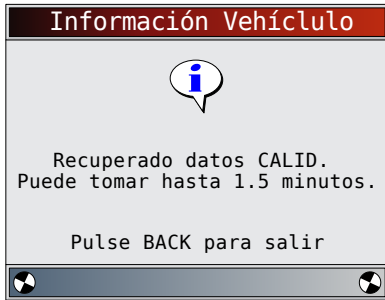 Información Vehíclulo
Recuperado datos CALID.
Puede tomar hasta 1.5 minutos.
Pulse BACK para salir